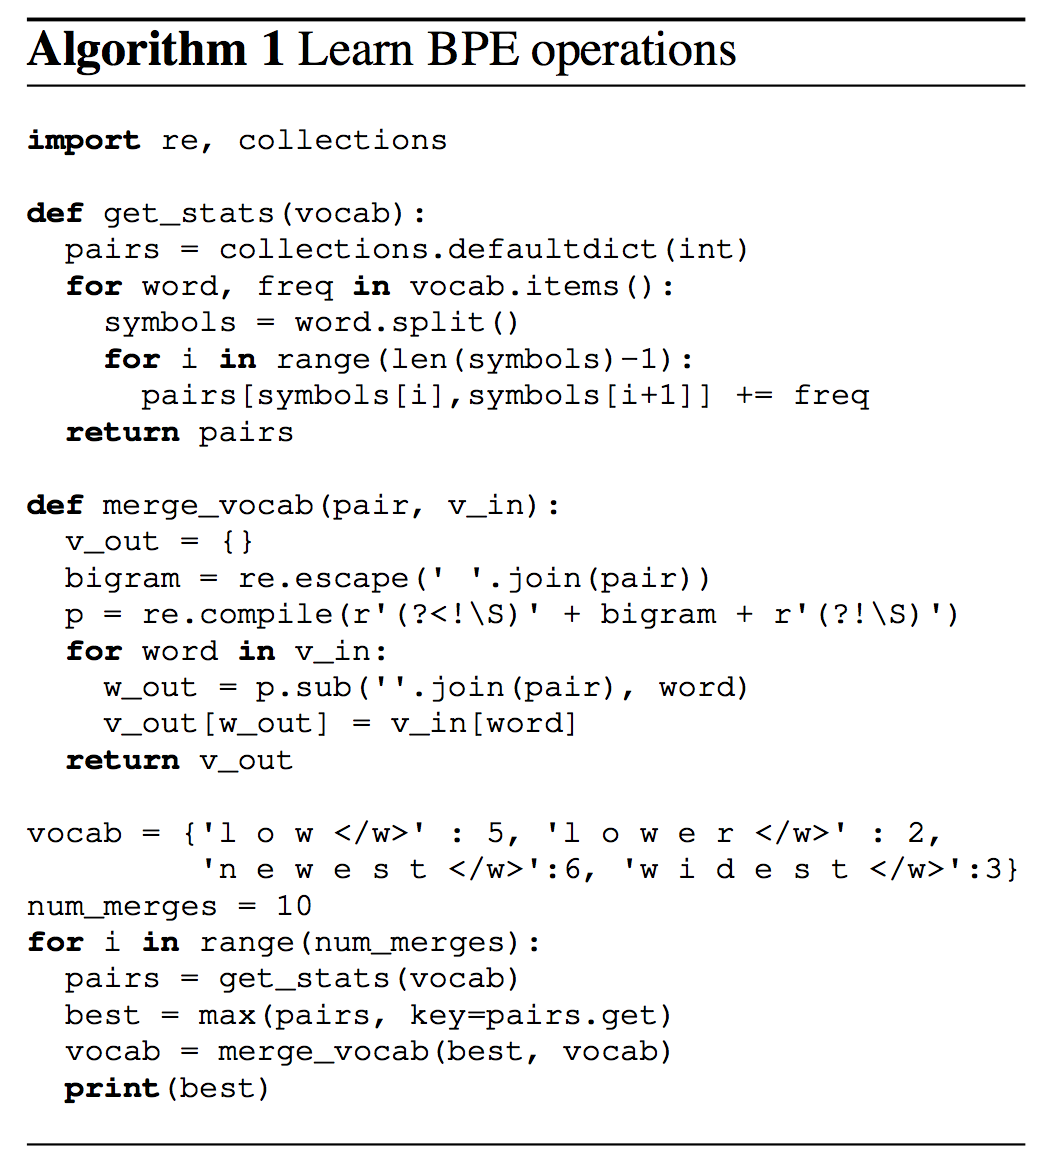 Algorithm 1 Learn BPE operations
import re, collections
def get_stats(vocab):
  pairs = collections.defaultdict(int)
  for word, freq in vocab.items():
    symbols = word.split()
    for i in range(len(symbols)-1):
      pairs[symbols[i],symbols[i+1]] += freq
  return pairs
def merge_vocab(pair, v_in):
  v_out = {}
  bigram = re.escape(' '.join(pair))
  p = re.compile(r'(?<!\S)' + bigram + r'(?!\S)')
  for word in v_in:
    w_out = p.sub(''.join(pair), word)
    v_out[w_out] = v_in[word]
  return v_out
vocab = {'l o w </w>' : 5, 'l o w e r </w>' : 2,
         'n e w e s t </w>':6, 'w i d e s t </w>':3}
num_merges = 10
for i in range(num_merges):
  pairs = get_stats(vocab)
  best = max(pairs, key=pairs.get)
  vocab = merge_vocab(best, vocab)
  print(best)